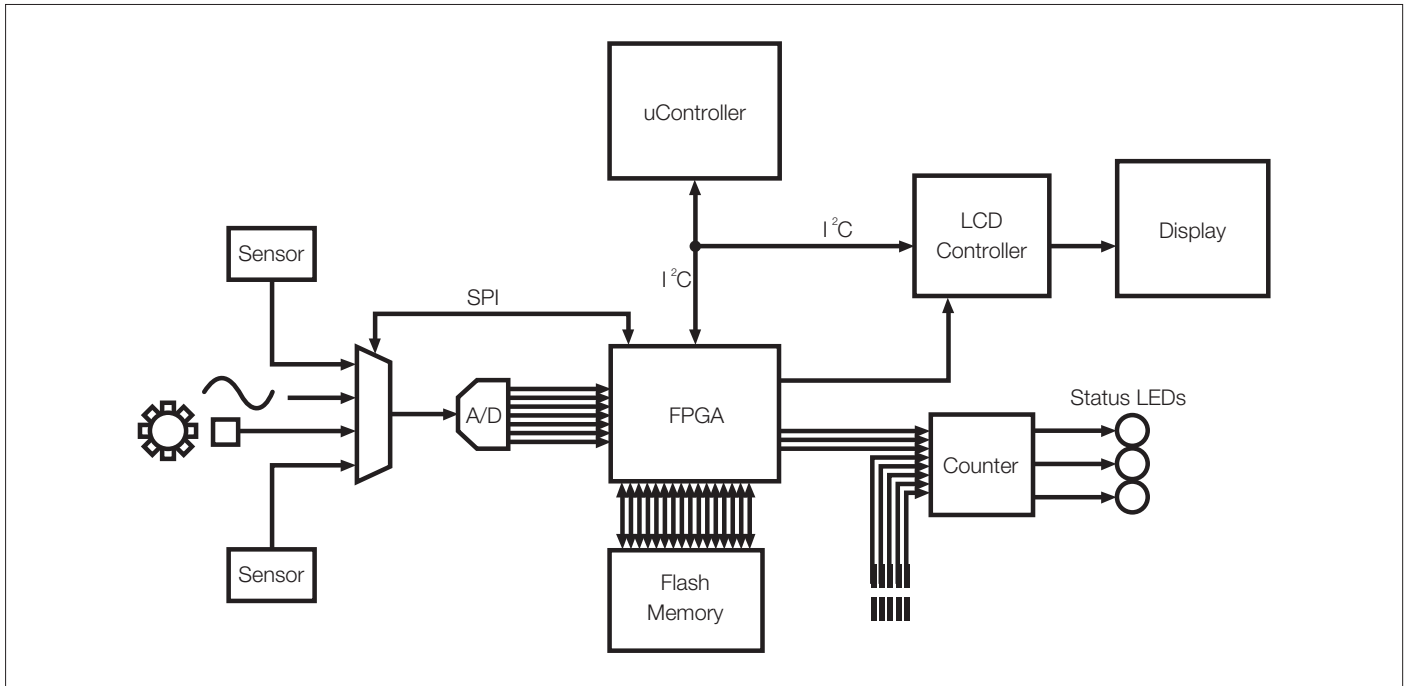 uController
LCD
Controller
Display
I²C
Sensor
I²C
SPI
A/D
FPGA
Status LEDs
Counter
Sensor
Flash
Memory